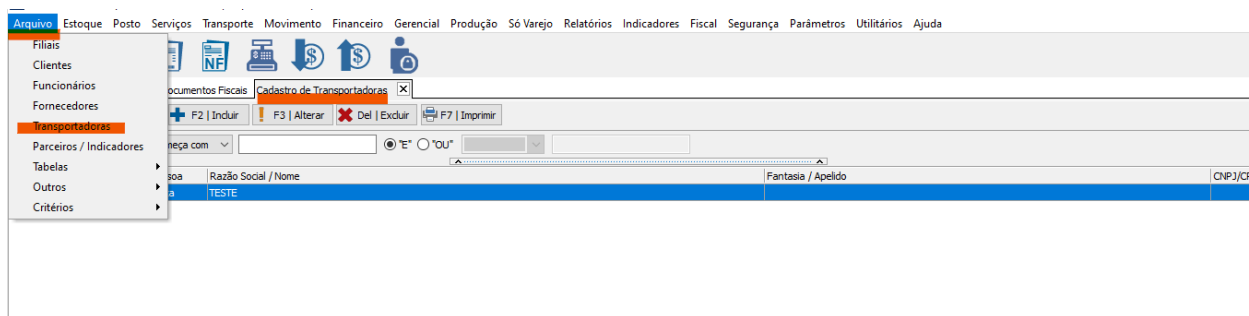 Arquivo Estoque Posto Serviços Transporte Movimento Financeiro Gerencial Produção Só Varejo Relatórios Indicadores Fiscal Segurança Parâmetros Utilitários Ajuda
Filiais
Clientes
Funcionários
Fornecedores
Transportadoras
Parceiros / Indicadores
Tabelas
Outros
Critérios
NF
ocumentos Fiscais Cadastro de Transportadoras X
F2 | Incluir F3 | Alterar Del | Excluir F7 | Imprimir
meça com "E" "OU"
soa Razão Social / Nome Fantasia / Apelido CNPJ/CP
a TESTE